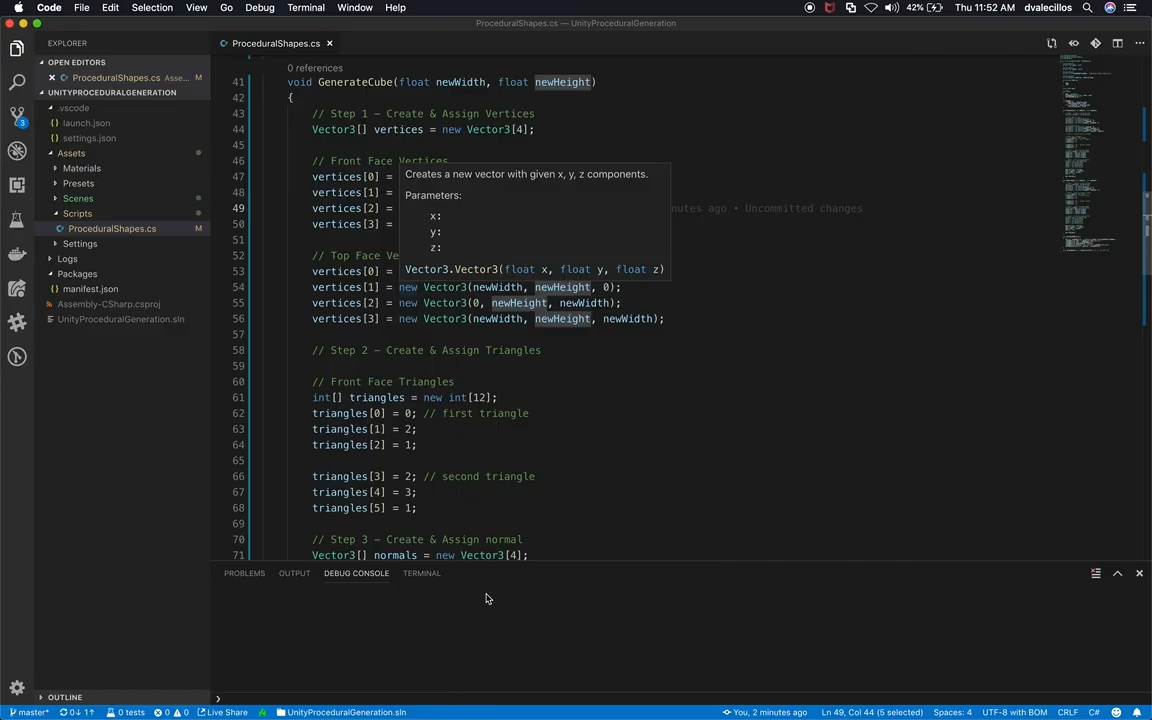 Code File Edit Selection View Go Debug Terminal Window Help 42% Thu 11:52 AM dvalecillos
ProceduralShapes.cs — UnityProceduralGeneration
EXPLORER
OPEN EDITORS
ProceduralShapes.cs Asse... M
UNITYPROCEDURALGENERATION
.vscode
{} launch.json
{} settings.json
Assets
Materials
Presets
Scenes
Scripts
ProceduralShapes.cs M
Settings
Logs
Packages
{} manifest.json
Assembly-CSharp.csproj
UnityProceduralGeneration.sln
OUTLINE
3
ProceduralShapes.cs
0 references
41 void GenerateCube(float newWidth, float newHeight)
42 {
43 // Step 1 – Create & Assign Vertices
44 Vector3[] vertices = new Vector3[4];
45
46 // Front Face Vertices
47 vertices[0] =
48 vertices[1] =
49 vertices[2] = nutes ago • Uncommitted changes
50 vertices[3] =
51
52 // Top Face Ve
53 vertices[0] =
54 vertices[1] = new Vector3(newWidth, newHeight, 0);
55 vertices[2] = new Vector3(0, newHeight, newWidth);
56 vertices[3] = new Vector3(newWidth, newHeight, newWidth);
57
58 // Step 2 – Create & Assign Triangles
59
60 // Front Face Triangles
61 int[] triangles = new int[12];
62 triangles[0] = 0; // first triangle
63 triangles[1] = 2;
64 triangles[2] = 1;
65
66 triangles[3] = 2; // second triangle
67 triangles[4] = 3;
68 triangles[5] = 1;
69
70 // Step 3 – Create & Assign normal
71 Vector3[] normals = new Vector3[4];
Creates a new vector with given x, y, z components.
Parameters:
x:
y:
z:
Vector3.Vector3(float x, float y, float z)
PROBLEMS OUTPUT DEBUG CONSOLE TERMINAL
master* 0↓ 1↑ 0 tests 0 0 Live Share UnityProceduralGeneration.sln You, 2 minutes ago Ln 49, Col 44 (5 selected) Spaces: 4 UTF-8 with BOM CRLF C#